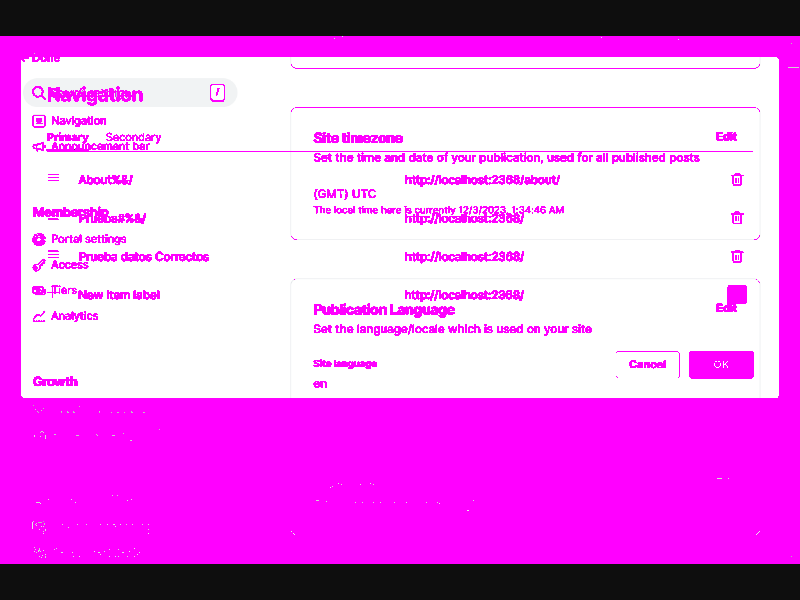 Done
Navigation
/
Navigation
Primary
Secondary
Announcement bar
Site timezone
Edit
Set the time and date of your publication, used for all published posts
About%&/
http://localhost:2368/about/
(GMT) UTC
The local time here is currently 12/3/2023, 1:34:46 AM
Membership
Prueba#%&/
http://localhost:2368/
Portal settings
Prueba datos Correctos
http://localhost:2368/
Access
Tiers
New item label
http://localhost:2368/
Publication Language
Edit
Analytics
Set the language/locale which is used on your site
Site language
Cancel
OK
en
Growth